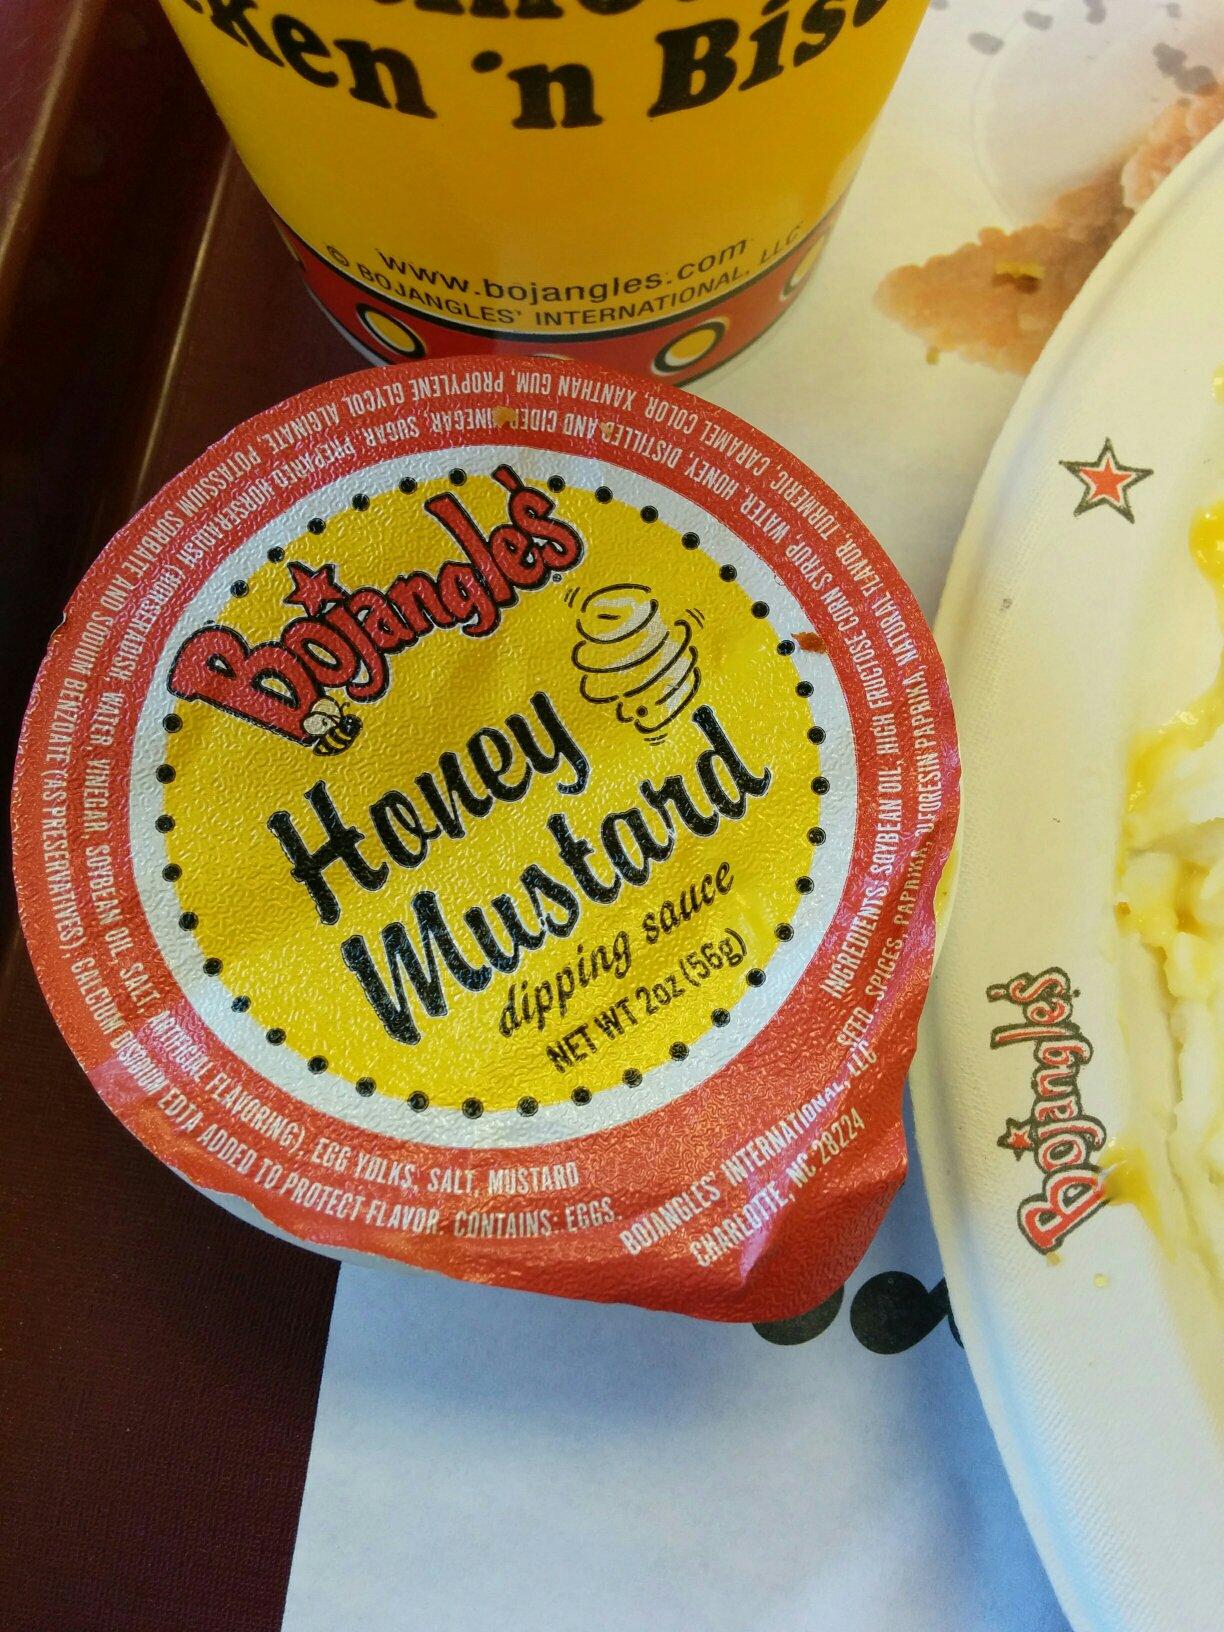 'n
www.bojangles.com
© BOJANGLES' INTERNATIONAL, LLC
Bojangles'
Honey
Mustard
dipping sauce
NET WT 2oz (56g)
INGREDIENTS: SOYBEAN OIL, HIGH FRUCTOSE CORN SYRUP, WATER, HONEY, DISTILLED AND CIDER VINEGAR, SUGAR, PREPARED HORSERADISH (HORSERADISH, WATER, VINEGAR, SOYBEAN OIL, SALT, ARTIFICIAL FLAVORING), EGG YOLKS, SALT, MUSTARD
SEED, SPICES, PAPRIKA, OLEORESIN PAPRIKA, NATURAL FLAVOR, TURMERIC, CARAMEL COLOR, XANTHAN GUM, PROPYLENE GLYCOL ALGINATE, POTASSIUM SORBATE AND SODIUM BENZOATE (AS PRESERVATIVES), CALCIUM DISODIUM EDTA ADDED TO PROTECT FLAVOR. CONTAINS: EGGS.
BOJANGLES' INTERNATIONAL, LLC
CHARLOTTE, NC 28224
Bojangles'